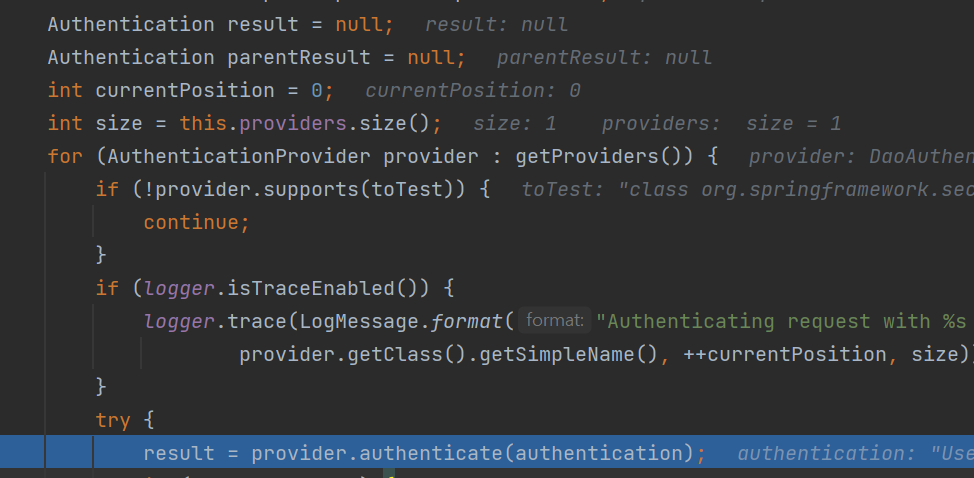 Authentication result = null; result: null
Authentication parentResult = null; parentResult: null
int currentPosition = 0; currentPosition: 0
int size = this.providers.size(); size: 1 providers: size = 1
for (AuthenticationProvider provider : getProviders()) { provider: DaoAuthen
if (!provider.supports(toTest)) { toTest: "class org.springframework.sec
continue;
}
if (logger.isTraceEnabled()) {
logger.trace(LogMessage.format( format: "Authenticating request with %s
provider.getClass().getSimpleName(), ++currentPosition, size))
}
try {
result = provider.authenticate(authentication); authentication: "Use